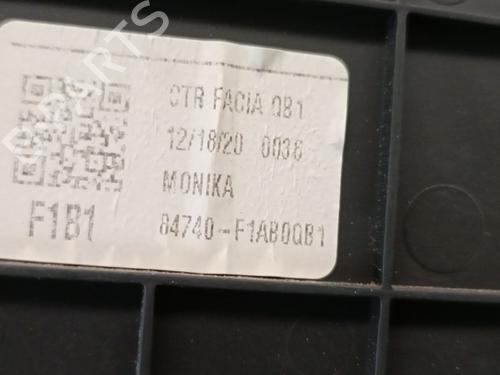 CTR FACIA QB1
12/18/20 0036
MONIKA
F1B1
84740-F1AB0QB1